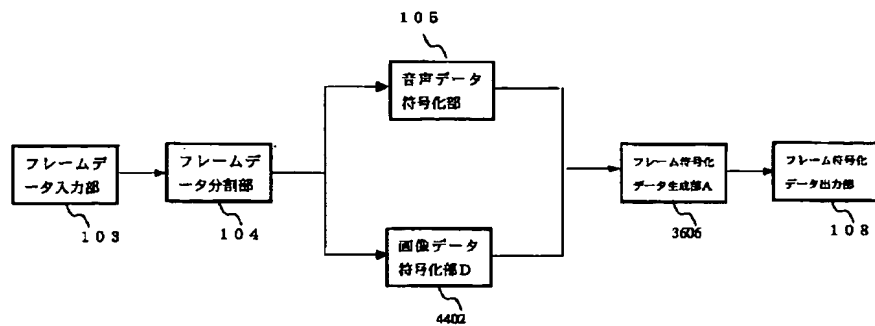 105
音声データ
符号化部
フレームデ
ータ入力部
103
フレームデ
ータ分割部
104
画像データ
符号化部D
4402
フレーム符号化
データ生成部A
3606
フレーム符号化
データ出力部
108